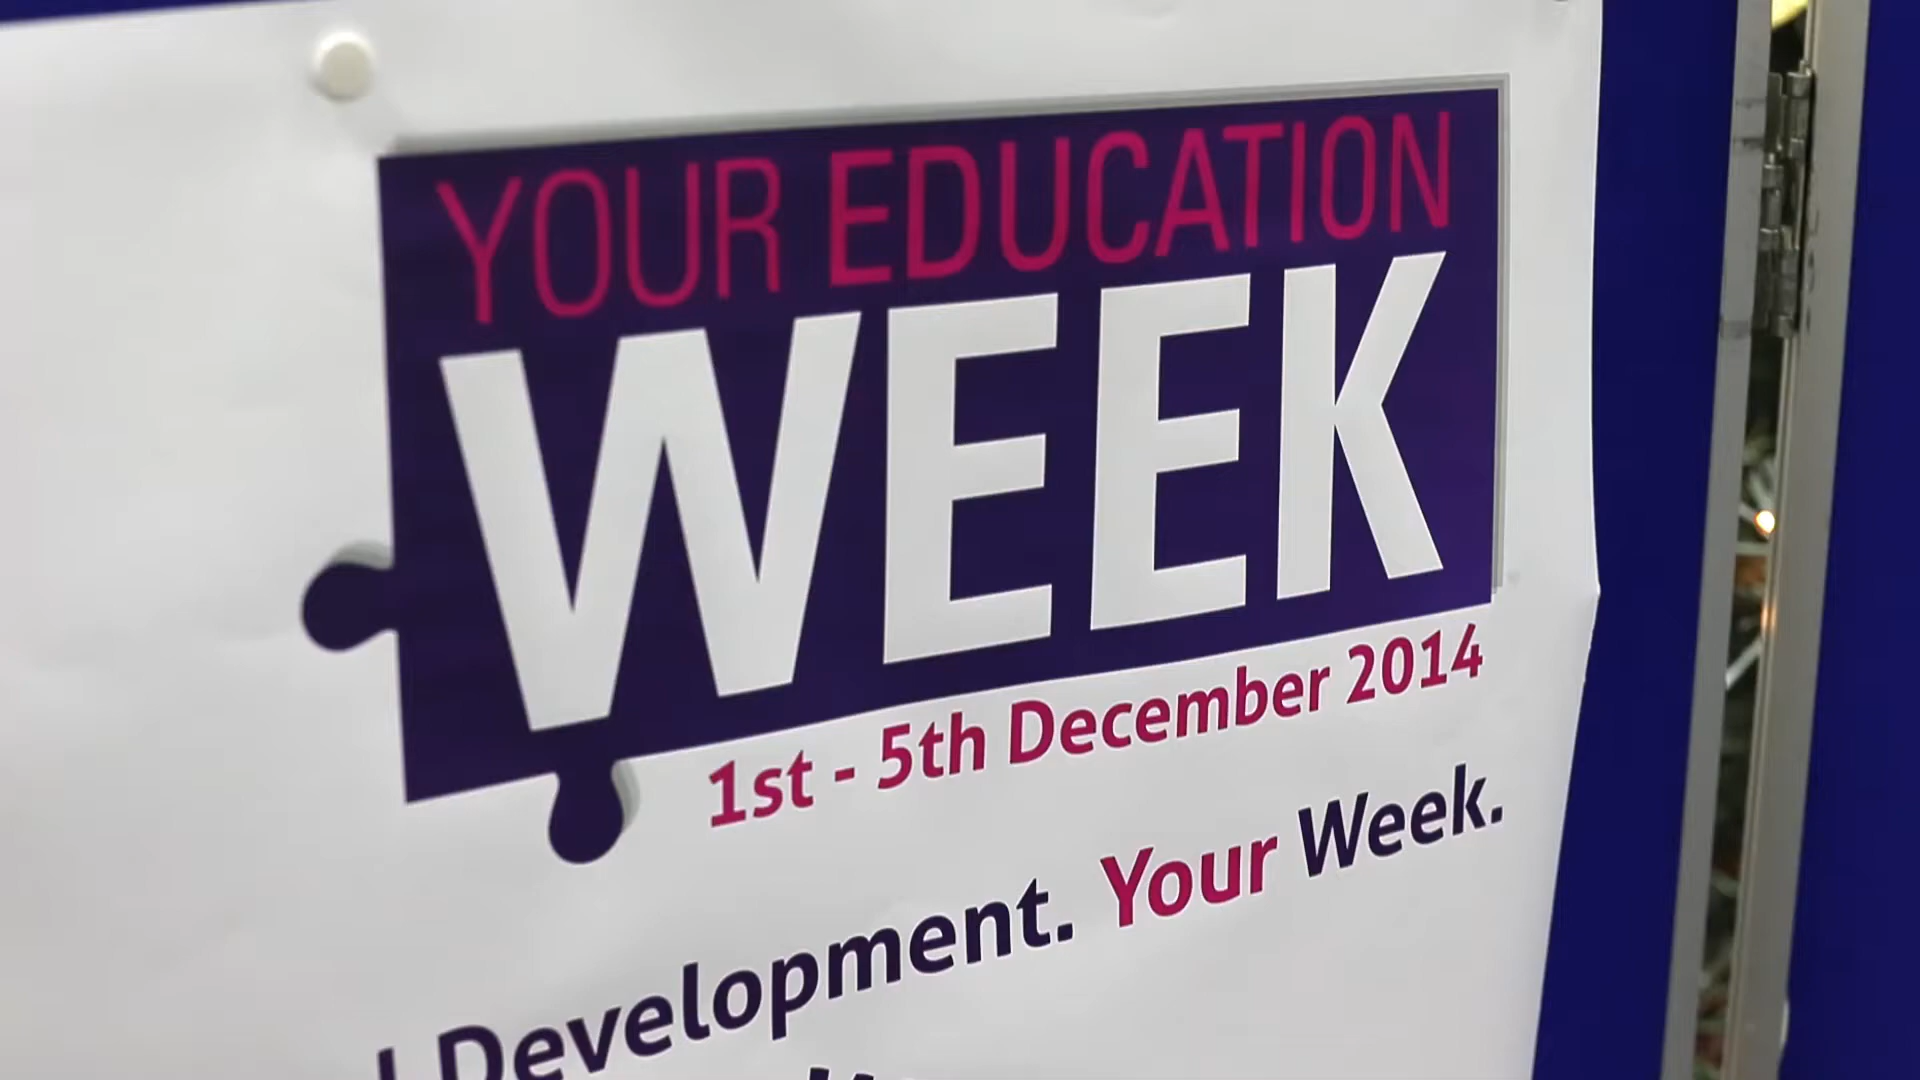 YOUR EDUCATION
WEEK
1st - 5th December 2014
Development. Your Week.